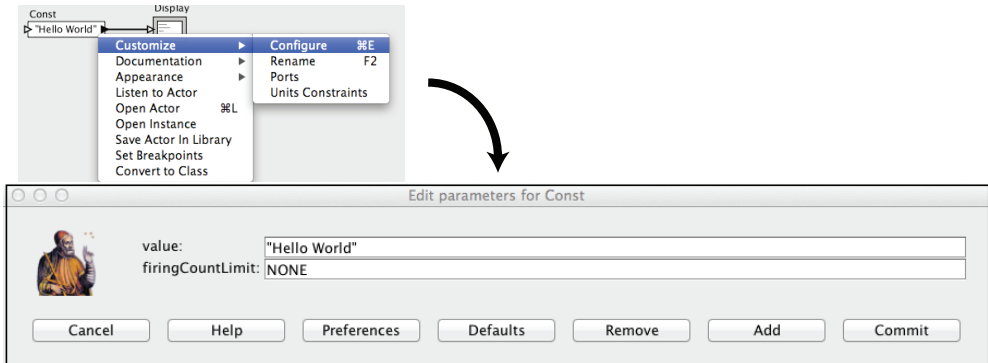 Const
Display
"Hello World"
Customize
Configure ⌘E
Documentation
Rename F2
Appearance
Ports
Listen to Actor
Units Constraints
Open Actor ⌘L
Open Instance
Save Actor In Library
Set Breakpoints
Convert to Class
Edit parameters for Const
value: "Hello World"
firingCountLimit: NONE
Cancel Help Preferences Defaults Remove Add Commit